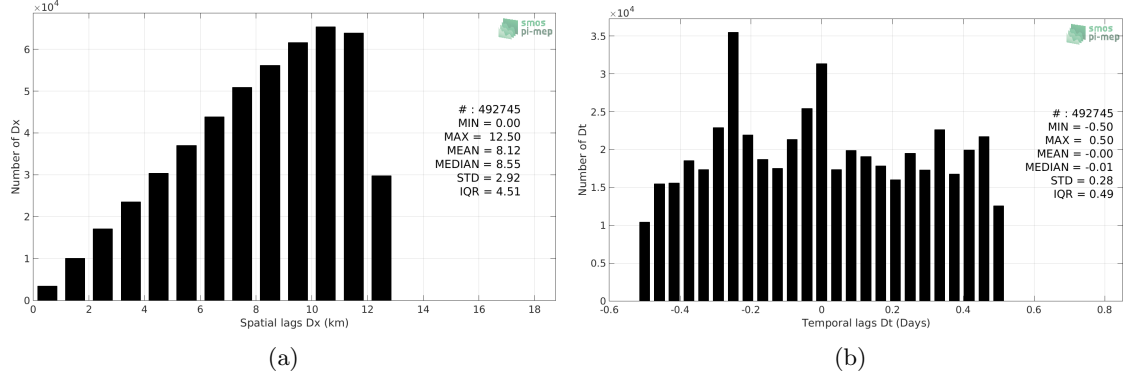 ×10⁴
smos
pi-mep
6
5
4
3
2
1
0
Number of Dx
# : 492745
MIN = 0.00
MAX = 12.50
MEAN = 8.12
MEDIAN = 8.55
STD = 2.92
IQR = 4.51
0 2 4 6 8 10 12 14 16 18
Spatial lags Dx (km)
(a)
×10⁴
smos
pi-mep
3.5
3
2.5
2
1.5
1
0.5
0
Number of Dt
# : 492745
MIN = -0.50
MAX = 0.50
MEAN = -0.00
MEDIAN = -0.01
STD = 0.28
IQR = 0.49
-0.6 -0.4 -0.2 0 0.2 0.4 0.6 0.8
Temporal lags Dt (Days)
(b)